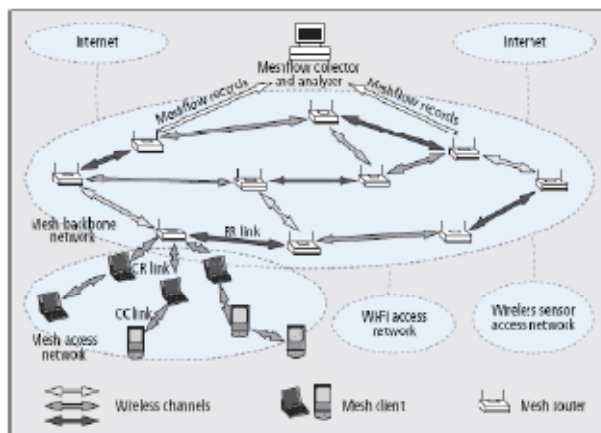 Internet
Internet
Meshflow collector
and analyzer
Meshflow records
Meshflow records
Mesh-backbone
network
RR link
CR link
CC link
Mesh access
network
WiFi access
network
Wireless sensor
access network
Wireless channels
Mesh client
Mesh router